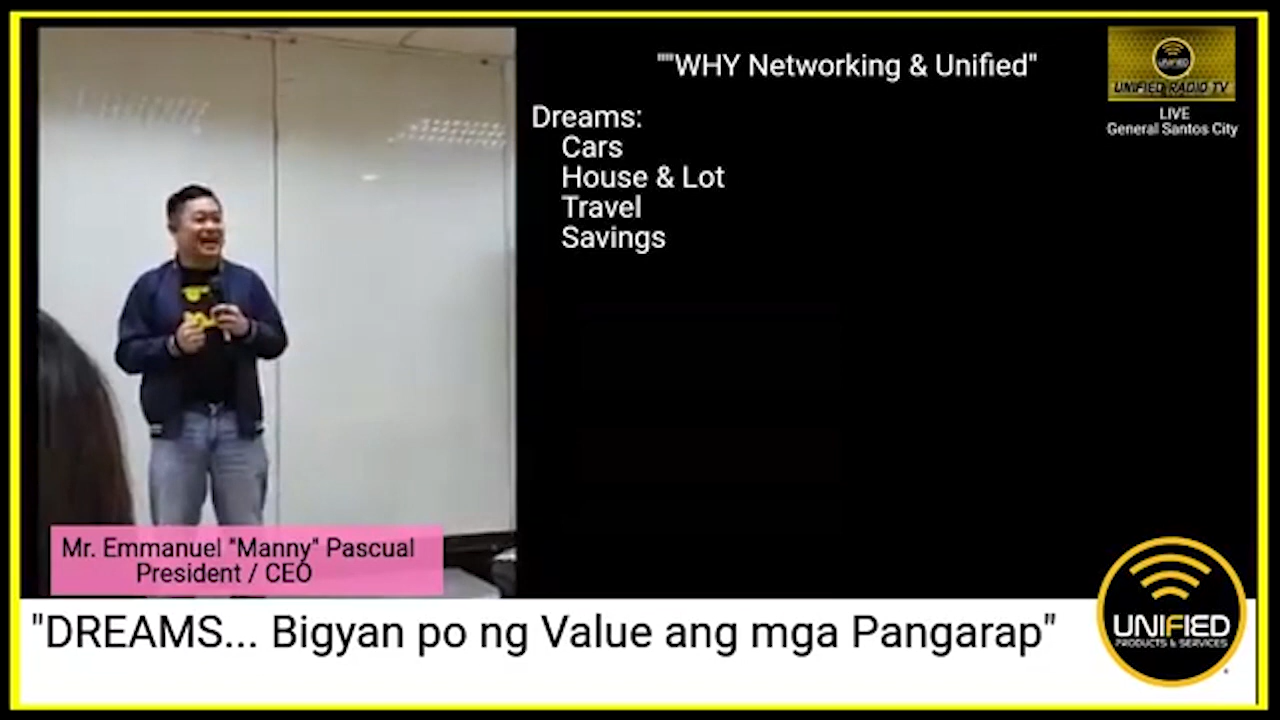 ""WHY Networking & Unified"
Dreams:
Cars
House & Lot
Travel
Savings
UNIFIED
UNIFIED RADIO TV
LIVE
General Santos City
Mr. Emmanuel "Manny" Pascual
President / CEO
"DREAMS... Bigyan po ng Value ang mga Pangarap"
UNIFIED
PRODUCTS & SERVICES